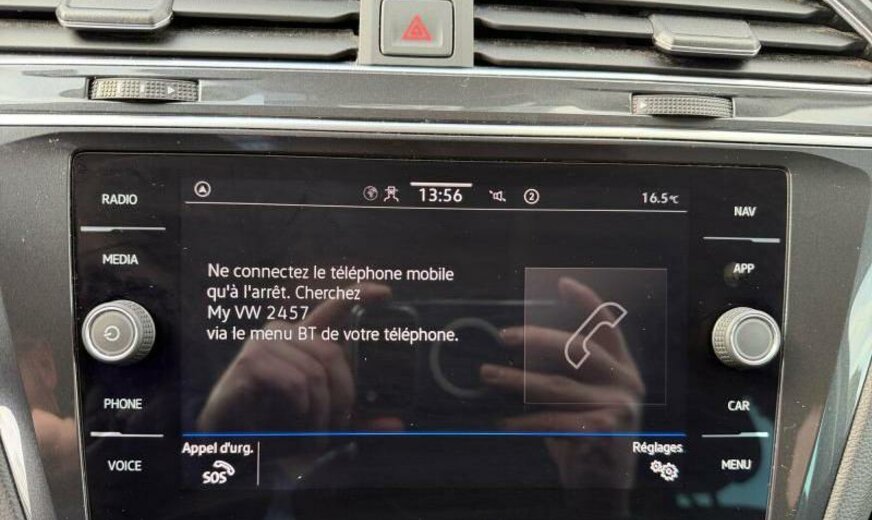 RADIO
13:56
2
16.5°C
NAV
MEDIA
APP
Ne connectez le téléphone mobile
qu'à l'arrêt. Cherchez
My VW 2457
via le menu BT de votre téléphone.
PHONE
CAR
Appel d'urg.
SOS
Réglages
VOICE
MENU